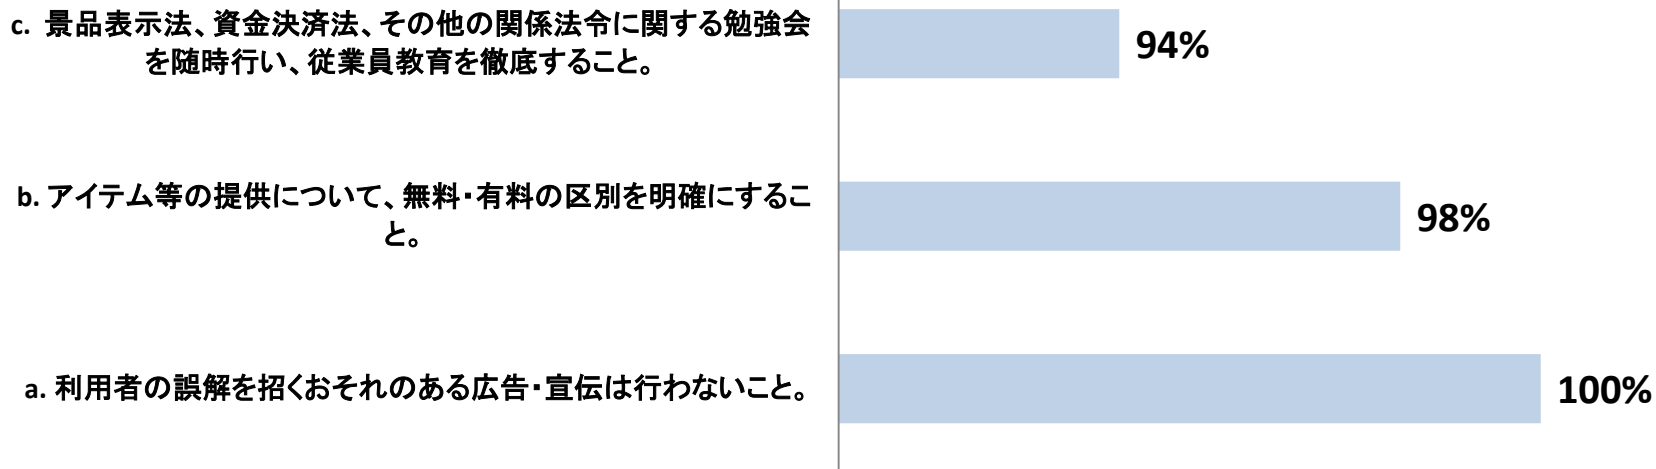 c. 景品表示法、資金決済法、その他の関係法令に関する勉強会
を随時行い、従業員教育を徹底すること。
94%
b. アイテム等の提供について、無料・有料の区別を明確にするこ
と。
98%
a. 利用者の誤解を招くおそれのある広告・宣伝は行わないこと。
100%